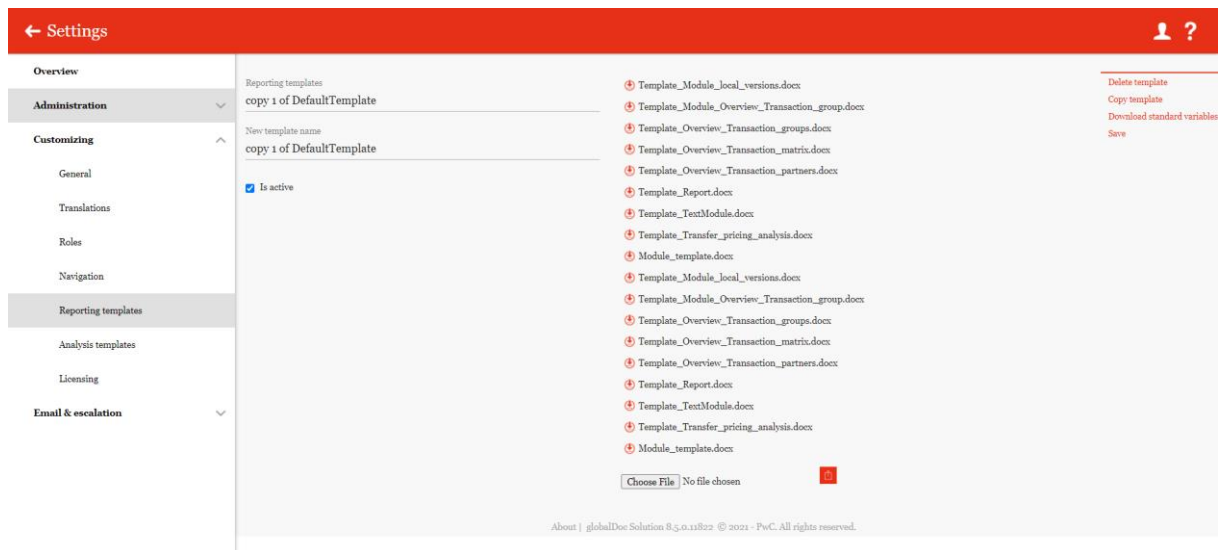 Settings
?
Overview
Administration
Customizing
General
Translations
Roles
Navigation
Reporting templates
Analysis templates
Licensing
Email & escalation
Reporting templates
copy 1 of DefaultTemplate
New template name
copy 1 of DefaultTemplate
Is active
Template_Module_local_versions.docx
Template_Module_Overview_Transaction_group.docx
Template_Overview_Transaction_groups.docx
Template_Overview_Transaction_matrix.docx
Template_Overview_Transaction_partners.docx
Template_Report.docx
Template_TextModule.docx
Template_Transfer_pricing_analysis.docx
Module_template.docx
Template_Module_local_versions.docx
Template_Module_Overview_Transaction_group.docx
Template_Overview_Transaction_groups.docx
Template_Overview_Transaction_matrix.docx
Template_Overview_Transaction_partners.docx
Template_Report.docx
Template_TextModule.docx
Template_Transfer_pricing_analysis.docx
Module_template.docx
Choose File No file chosen
Delete template
Copy template
Download standard variables
Save
About | globalDoc Solution 8.5.0.11822 © 2021 - PwC. All rights reserved.